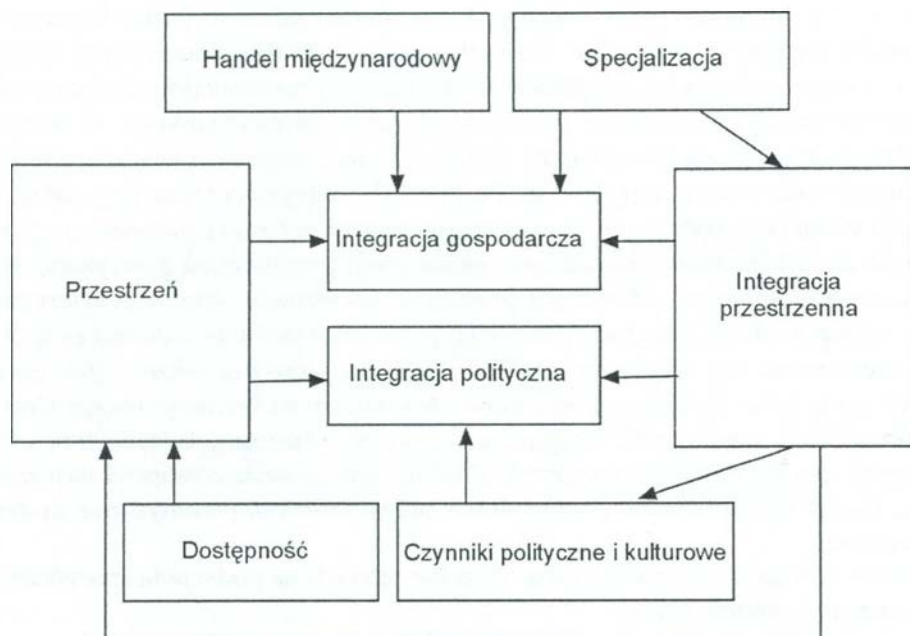 Handel międzynarodowy
Specjalizacja
Przestrzeń
Integracja gospodarcza
Integracja
przestrzenna
Integracja polityczna
Dostępność
Czynniki polityczne i kulturowe